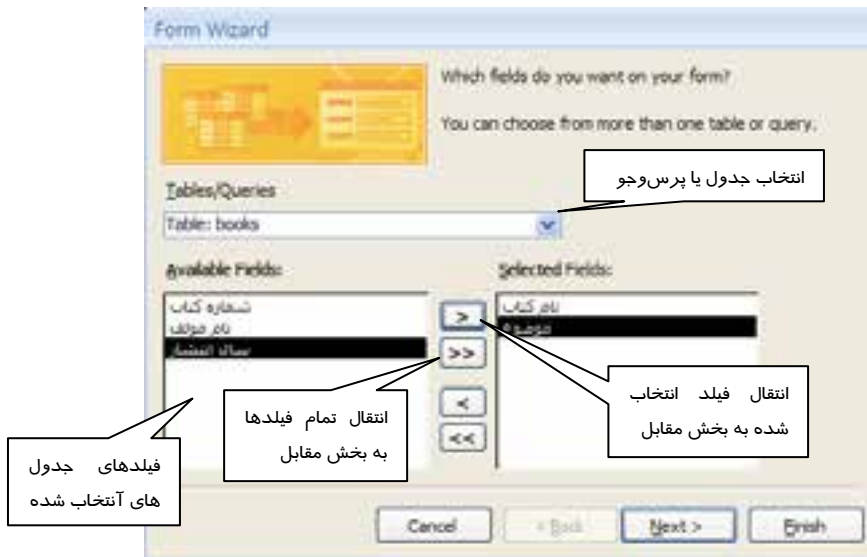 Form Wizard
Which fields do you want on your form?
You can choose from more than one table or query.
انتخاب جدول یا پرس‌وجو
Tables/Queries
Table: books
Available Fields:
Selected Fields:
شماره کتاب
نام مولف
سال انتشار
>
>>
<
<<
نام کتاب
موضوع
انتقال فیلد انتخاب
شده به بخش مقابل
انتقال تمام فیلدها
به بخش مقابل
فیلدهای جدول
های آنتخاب شده
Cancel
< Back
Next >
Finish